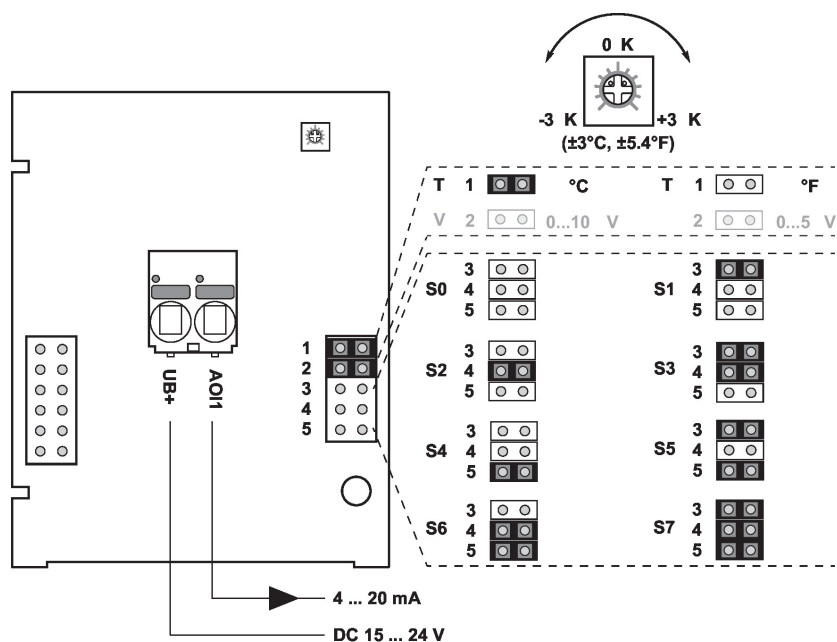 0 K
-3 K +3 K
(±3°C, ±5.4°F)
T 1 °C T 1 °F
V 2 0...10 V 2 0...5 V
S0 3 4 5 S1 3 4 5
S2 3 4 5 S3 3 4 5
S4 3 4 5 S5 3 4 5
S6 3 4 5 S7 3 4 5
1
2
3
4
5
UB+ AOI1
4 ... 20 mA
DC 15 ... 24 V